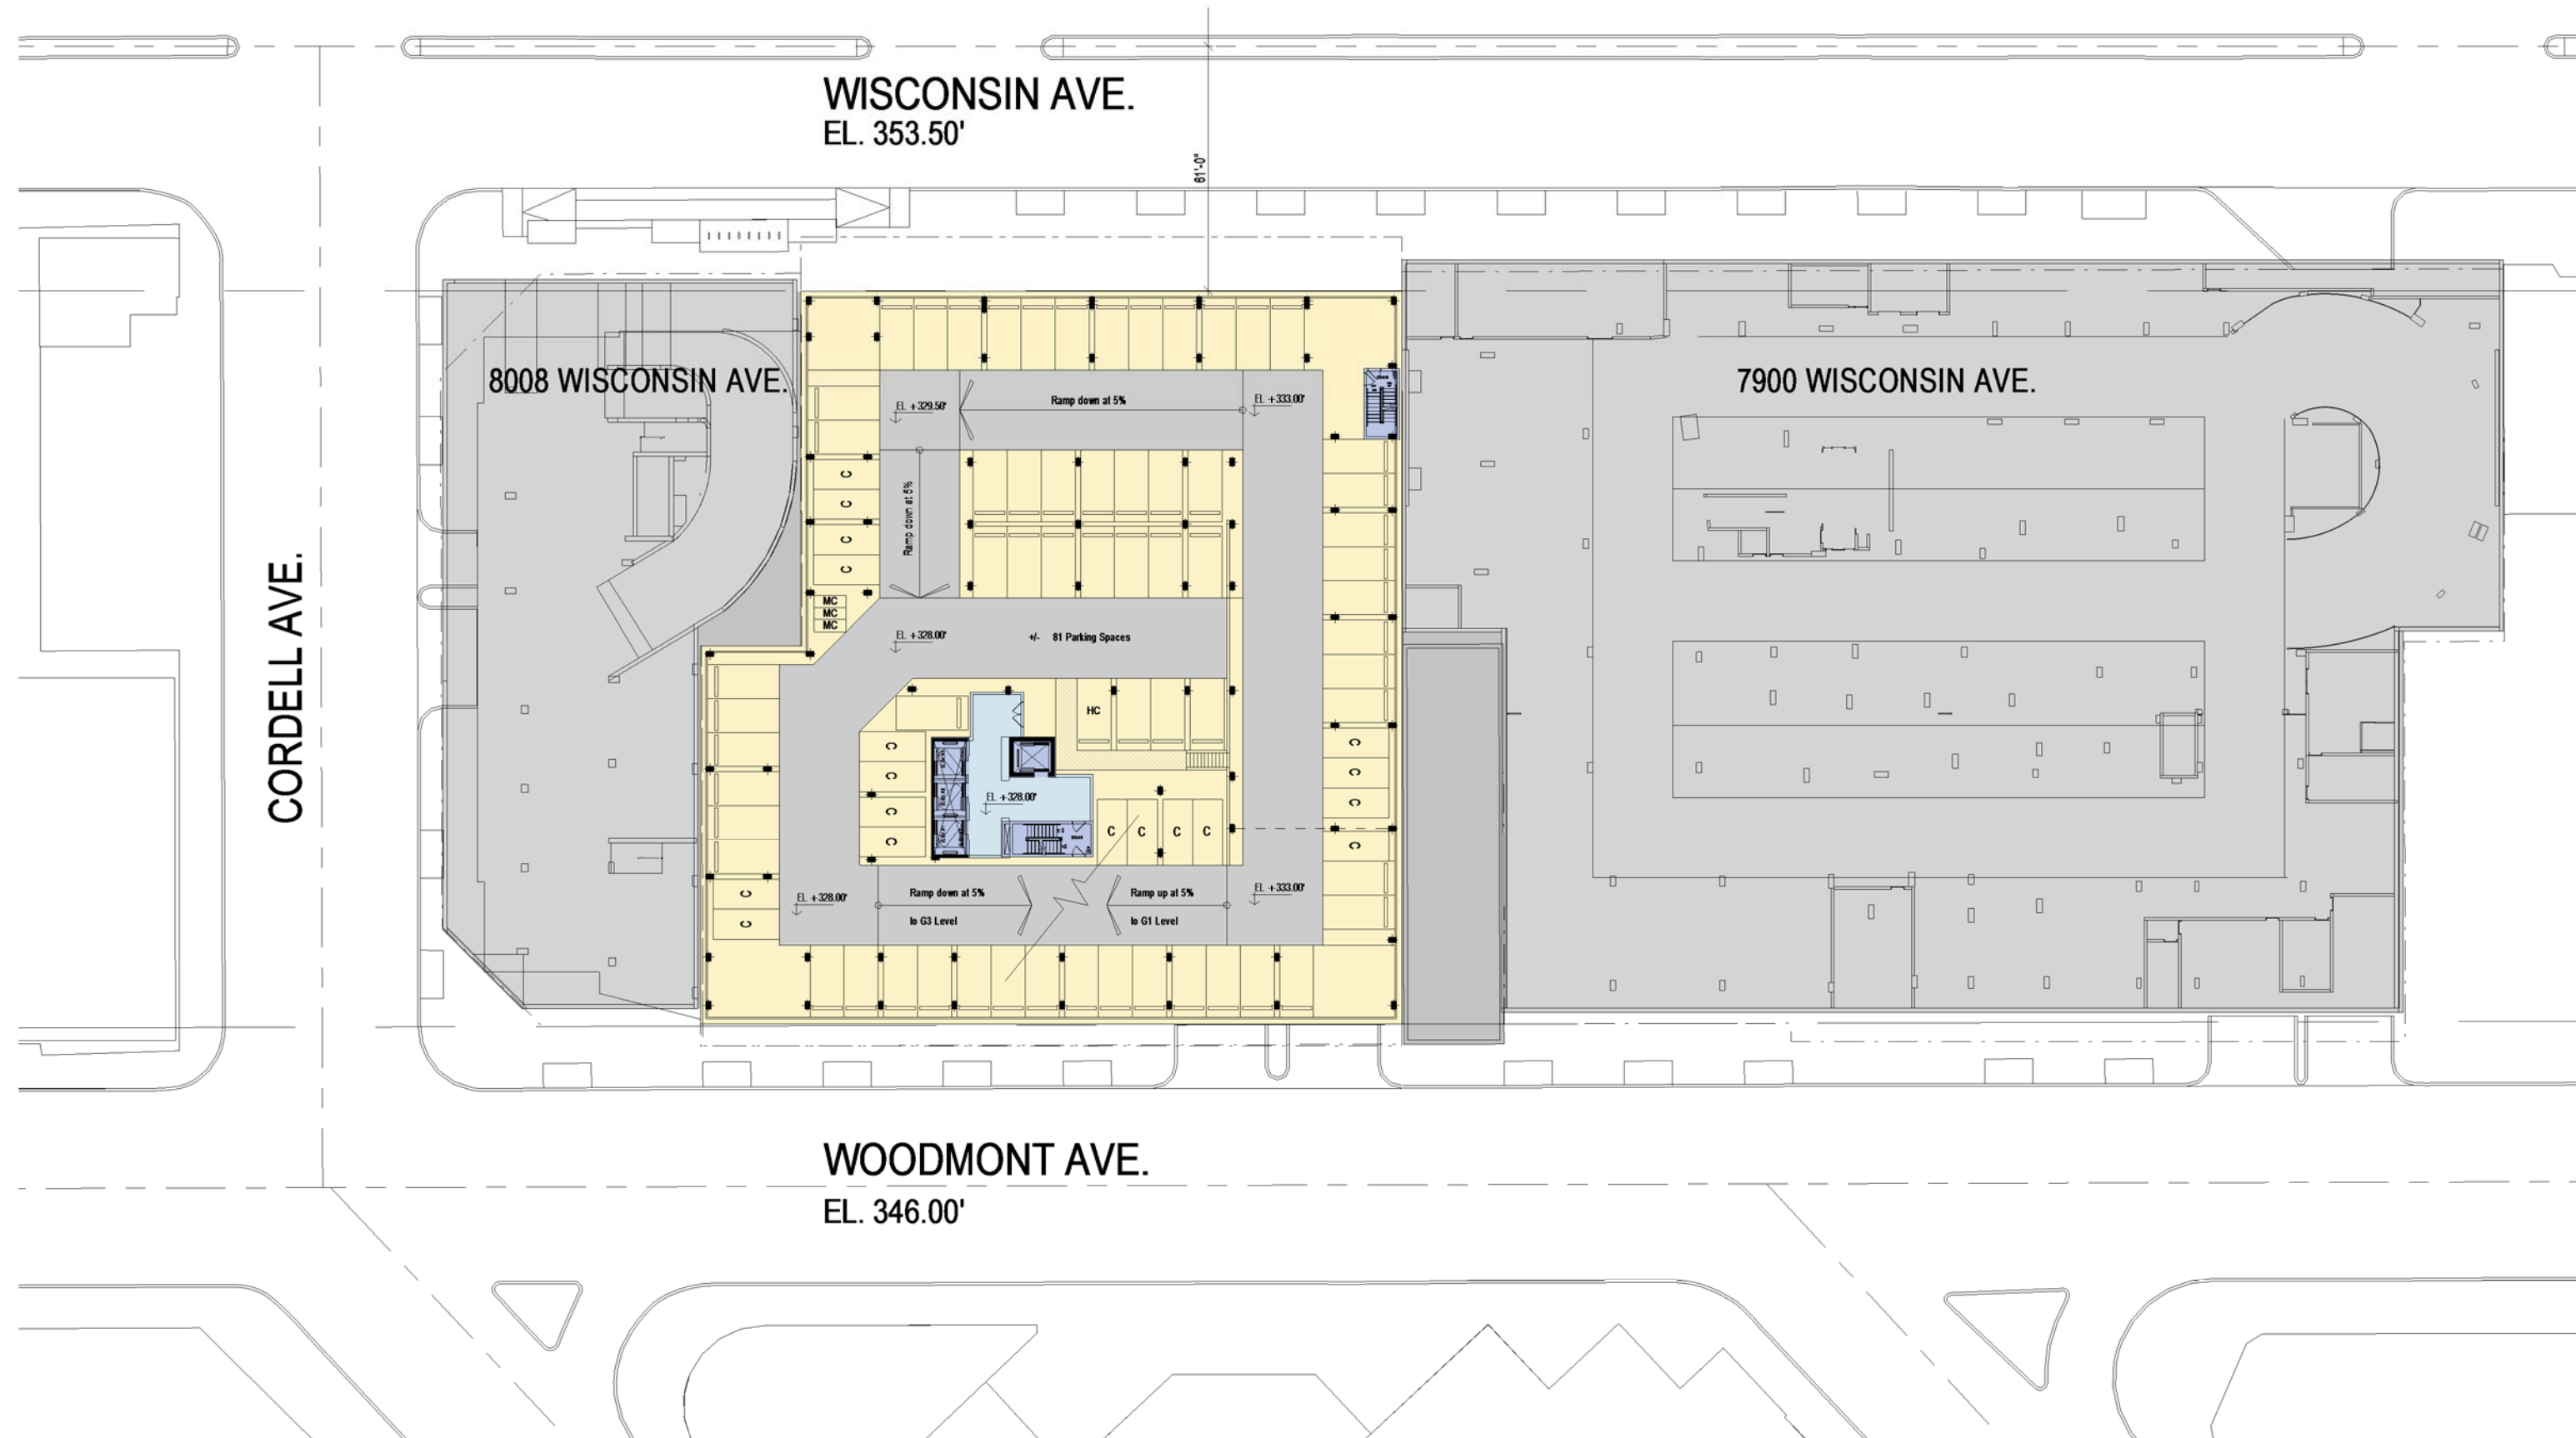 WISCONSIN AVE.
EL. 353.50'
61'-0"
8008 WISCONSIN AVE.
7900 WISCONSIN AVE.
EL +329.50'
Ramp down at 5%
EL +333.00'
Ramp down at 5%
C
C
C
C
MC
MC
MC
EL +328.00'
+/- 81 Parking Spaces
CORDELL AVE.
HC
C
C
C
C
C
C
C
C
EL +328.00'
C C C C
C
C
EL +328.00'
Ramp down at 5%
to G3 Level
Ramp up at 5%
to G1 Level
EL +333.00'
WOODMONT AVE.
EL. 346.00'